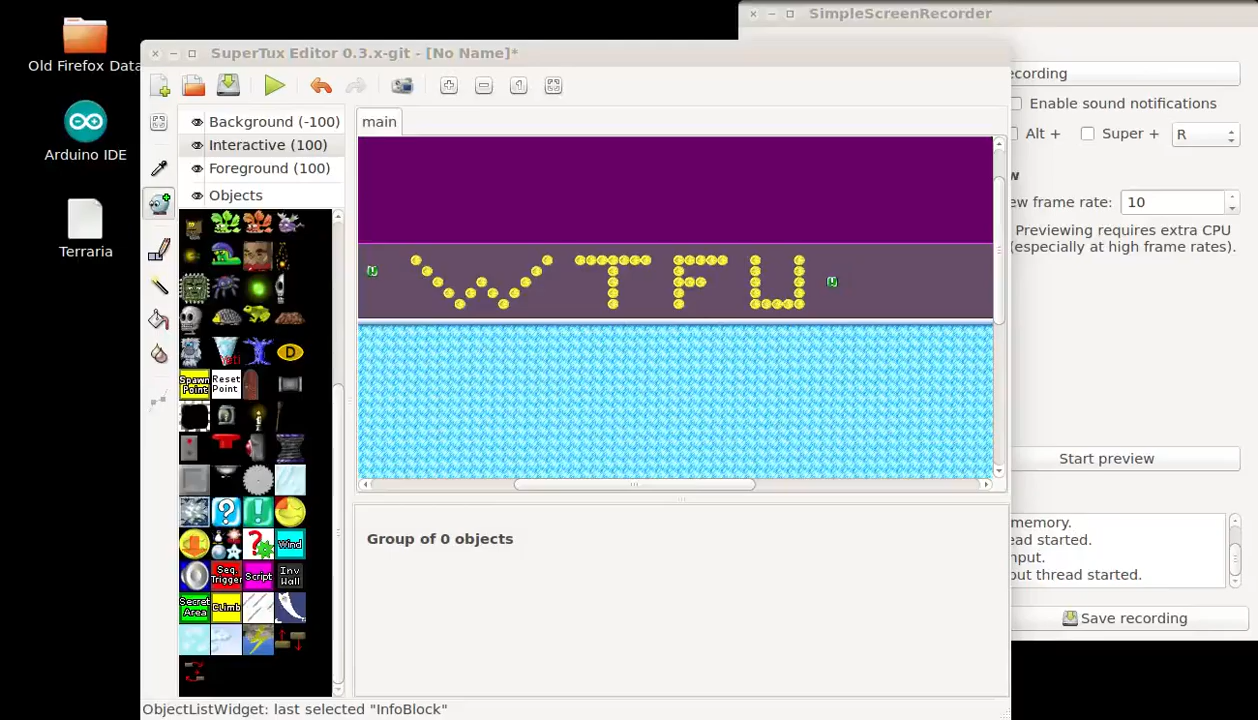 SimpleScreenRecorder
Old Firefox Data
SuperTux Editor 0.3.x-git - [No Name]*
ecording
Enable sound notifications
Alt +
Super +
R
Arduino IDE
Background (-100)
Interactive (100)
Foreground (100)
Objects
main
w
ew frame rate:
10
Previewing requires extra CPU
(especially at high frame rates).
Terraria
WTFU
yeti
D
Spawn
Point
Reset
Point
Start preview
memory.
ead started.
nput.
out thread started.
Group of 0 objects
?
!
?
Wind
Seq.
Trigger
Script
Inv
Wall
Secret
Area
Climb
Save recording
ObjectListWidget: last selected "InfoBlock"